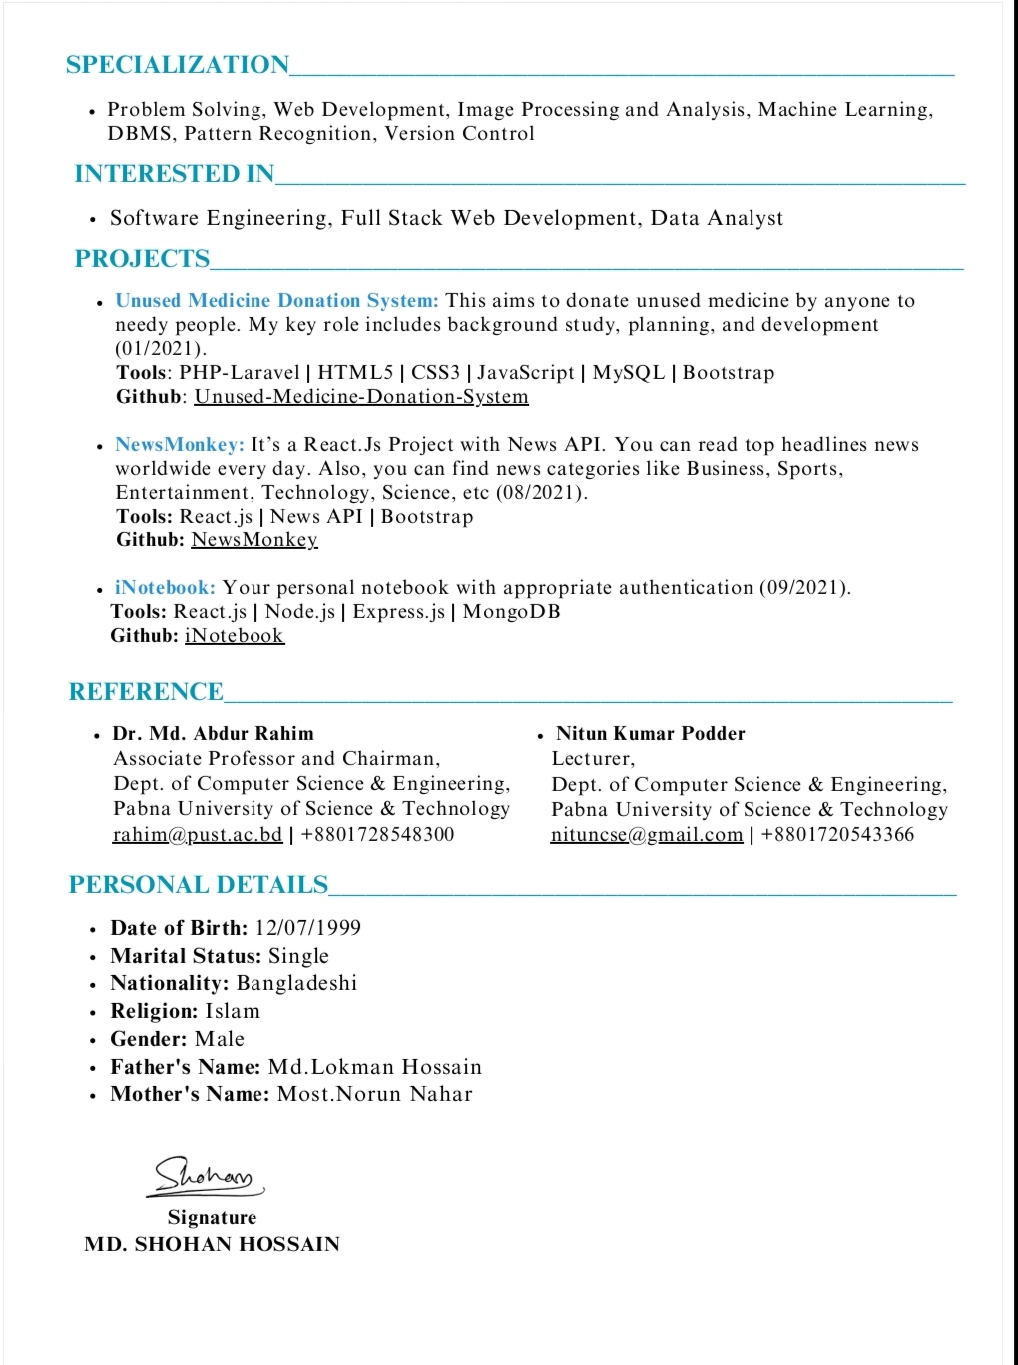 SPECIALIZATION
• Problem Solving, Web Development, Image Processing and Analysis, Machine Learning,
DBMS, Pattern Recognition, Version Control
INTERESTED IN
• Software Engineering, Full Stack Web Development, Data Analyst
PROJECTS
• Unused Medicine Donation System: This aims to donate unused medicine by anyone to
needy people. My key role includes background study, planning, and development
(01/2021).
Tools: PHP-Laravel | HTML5 | CSS3 | JavaScript | MySQL | Bootstrap
Github: Unused-Medicine-Donation-System
• NewsMonkey: It’s a React.Js Project with News API. You can read top headlines news
worldwide every day. Also, you can find news categories like Business, Sports,
Entertainment, Technology, Science, etc (08/2021).
Tools: React.js | News API | Bootstrap
Github: NewsMonkey
• iNotebook: Your personal notebook with appropriate authentication (09/2021).
Tools: React.js | Node.js | Express.js | MongoDB
Github: iNotebook
REFERENCE
• Dr. Md. Abdur Rahim
Associate Professor and Chairman,
Dept. of Computer Science & Engineering,
Pabna University of Science & Technology
rahim@pust.ac.bd | +8801728548300
• Nitun Kumar Podder
Lecturer,
Dept. of Computer Science & Engineering,
Pabna University of Science & Technology
nituncse@gmail.com | +8801720543366
PERSONAL DETAILS
• Date of Birth: 12/07/1999
• Marital Status: Single
• Nationality: Bangladeshi
• Religion: Islam
• Gender: Male
• Father's Name: Md.Lokman Hossain
• Mother's Name: Most.Norun Nahar
Shohan
Signature
MD. SHOHAN HOSSAIN